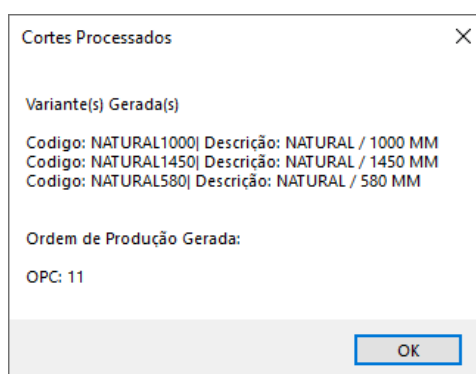 Cortes Processados
Variante(s) Gerada(s)
Codigo: NATURAL1000| Descrição: NATURAL / 1000 MM
Codigo: NATURAL1450| Descrição: NATURAL / 1450 MM
Codigo: NATURAL580| Descrição: NATURAL / 580 MM
Ordem de Produção Gerada:
OPC: 11
OK